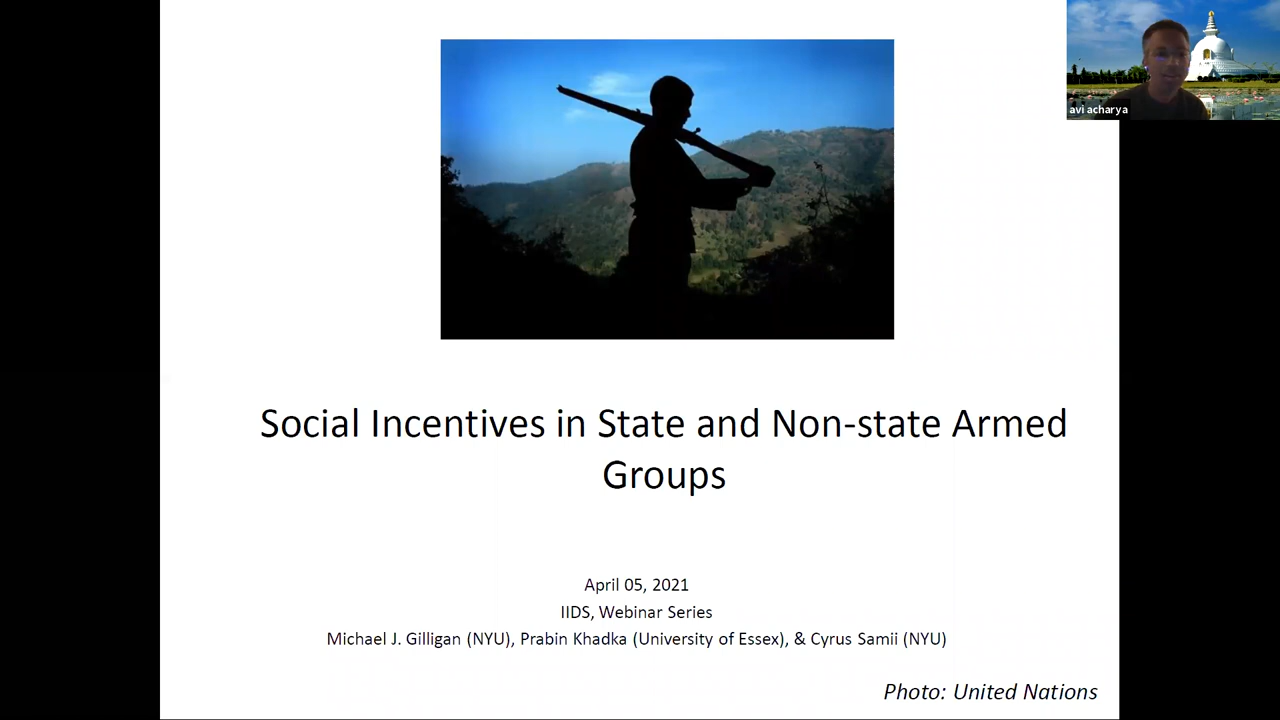 avi acharya
Social Incentives in State and Non-state Armed
Groups
April 05, 2021
IIDS, Webinar Series
Michael J. Gilligan (NYU), Prabin Khadka (University of Essex), & Cyrus Samii (NYU)
Photo: United Nations